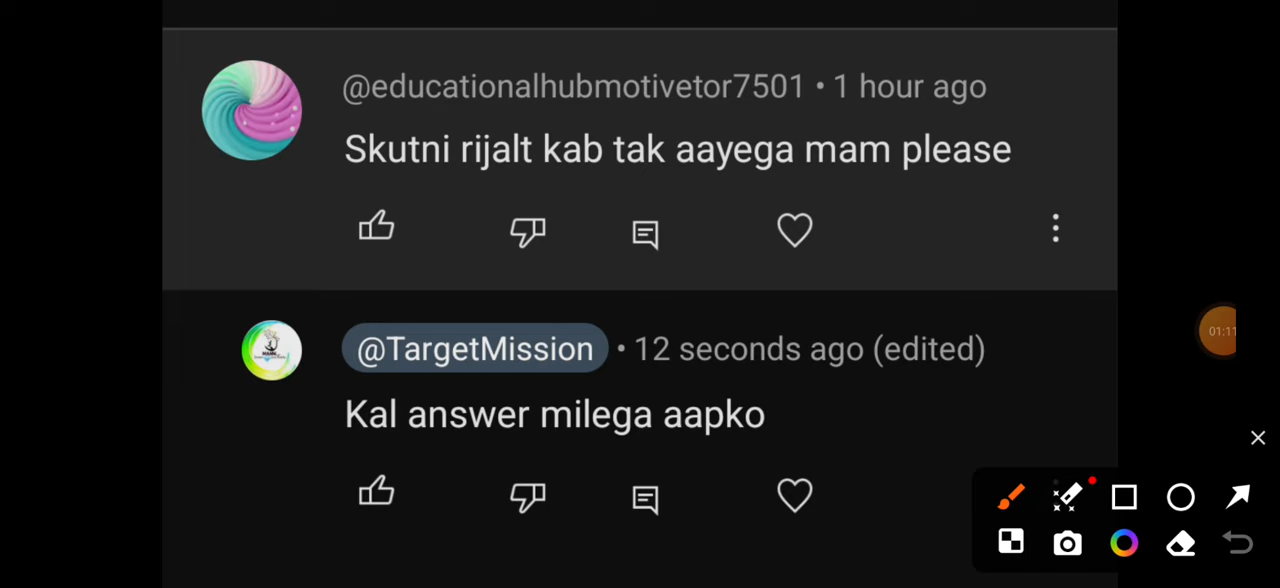 @educationalhubmotivetor7501 • 1 hour ago
Skutni rijalt kab tak aayega mam please
@TargetMission • 12 seconds ago (edited)
Kal answer milega aapko
01:11